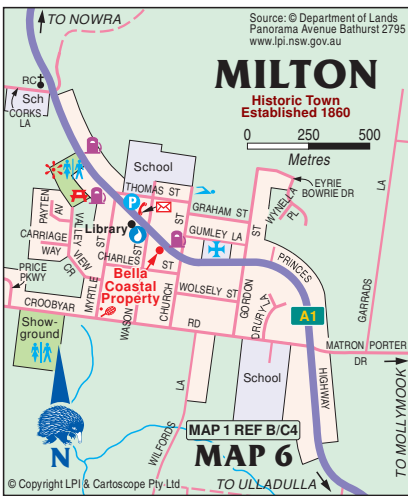 TO NOWRA
Source: © Department of Lands
Panorama Avenue Bathurst 2795
www.lpi.nsw.gov.au
MILTON
Historic Town
Established 1860
0 250 500
Metres
RC
Sch
CORKS
LA
School
THOMAS ST
P
GRAHAM ST
EYRIE
BOWRIE DR
WYNELLA
PL
LA
PAYTEN
AV
VALLEY
VIEW
CR
CARRIAGE
WAY
Library
ST
GUMLEY LA
ST
CHARLES ST
ST
ST
PRINCES
Bella
Coastal
Property
PRICE
PKWY
CROOBYAR
MYRTLE
WASON
CHURCH
WOLSELY ST
GORDON
DRURY LA
GARRADS
A1
RD
Show-
ground
MATRON PORTER
DR
School
HIGHWAY
LA
WILFORDS
TO MOLLYMOOK
N
MAP 1 REF B/C4
MAP 6
© Copyright LPI & Cartoscope Pty Ltd
TO ULLADULLA